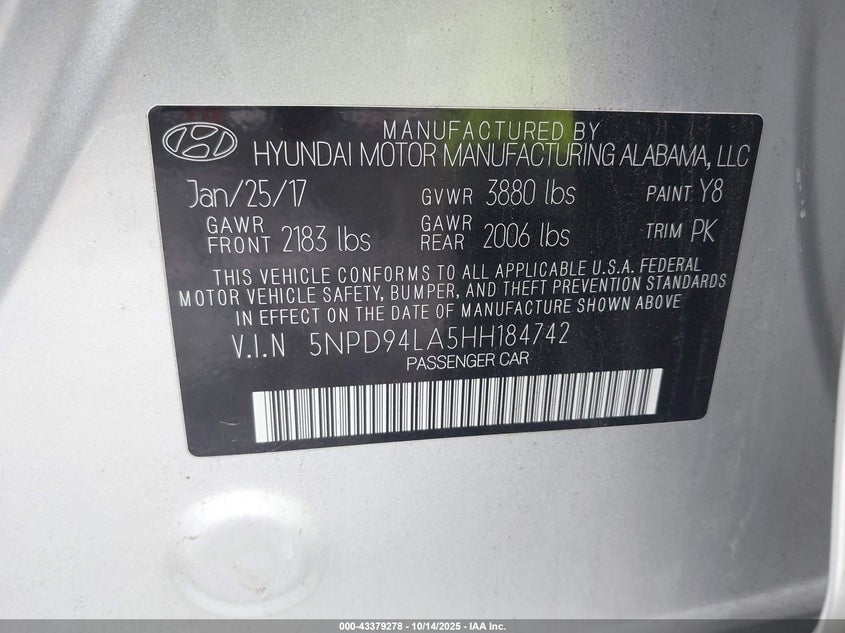 MANUFACTURED BY
HYUNDAI MOTOR MANUFACTURING ALABAMA, LLC
Jan/25/17 GVWR 3880 lbs PAINT Y8
GAWR FRONT 2183 lbs GAWR REAR 2006 lbs TRIM PK
THIS VEHICLE CONFORMS TO ALL APPLICABLE U.S.A. FEDERAL
MOTOR VEHICLE SAFETY, BUMPER, AND THEFT PREVENTION STANDARDS
IN EFFECT ON THE DATE OF MANUFACTURE SHOWN ABOVE
V.I.N 5NPD94LA5HH184742
PASSENGER CAR
000-43379278 - 10/14/2025 - IAA Inc.